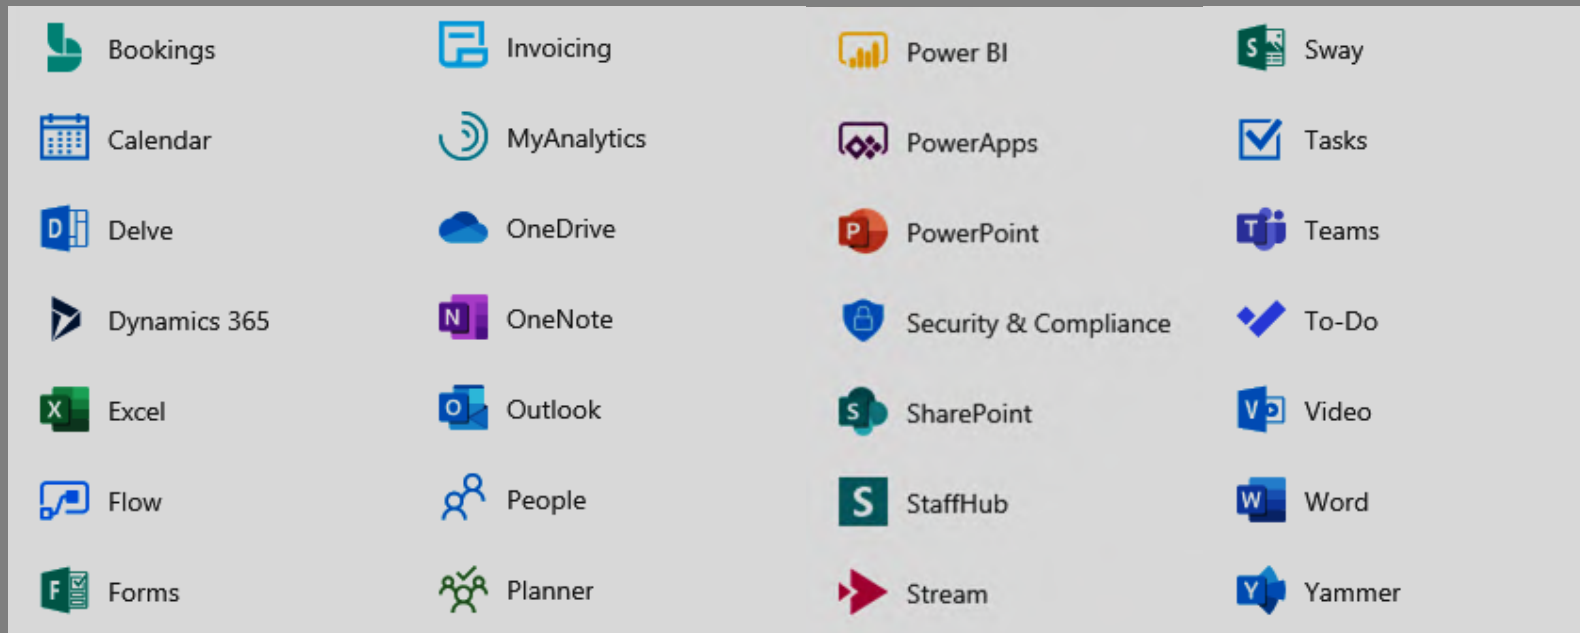 Bookings
Calendar
Delve
Dynamics 365
Excel
Flow
Forms
Invoicing
MyAnalytics
OneDrive
OneNote
Outlook
People
Planner
Power BI
PowerApps
PowerPoint
Security & Compliance
SharePoint
StaffHub
Stream
Sway
Tasks
Teams
To-Do
Video
Word
Yammer